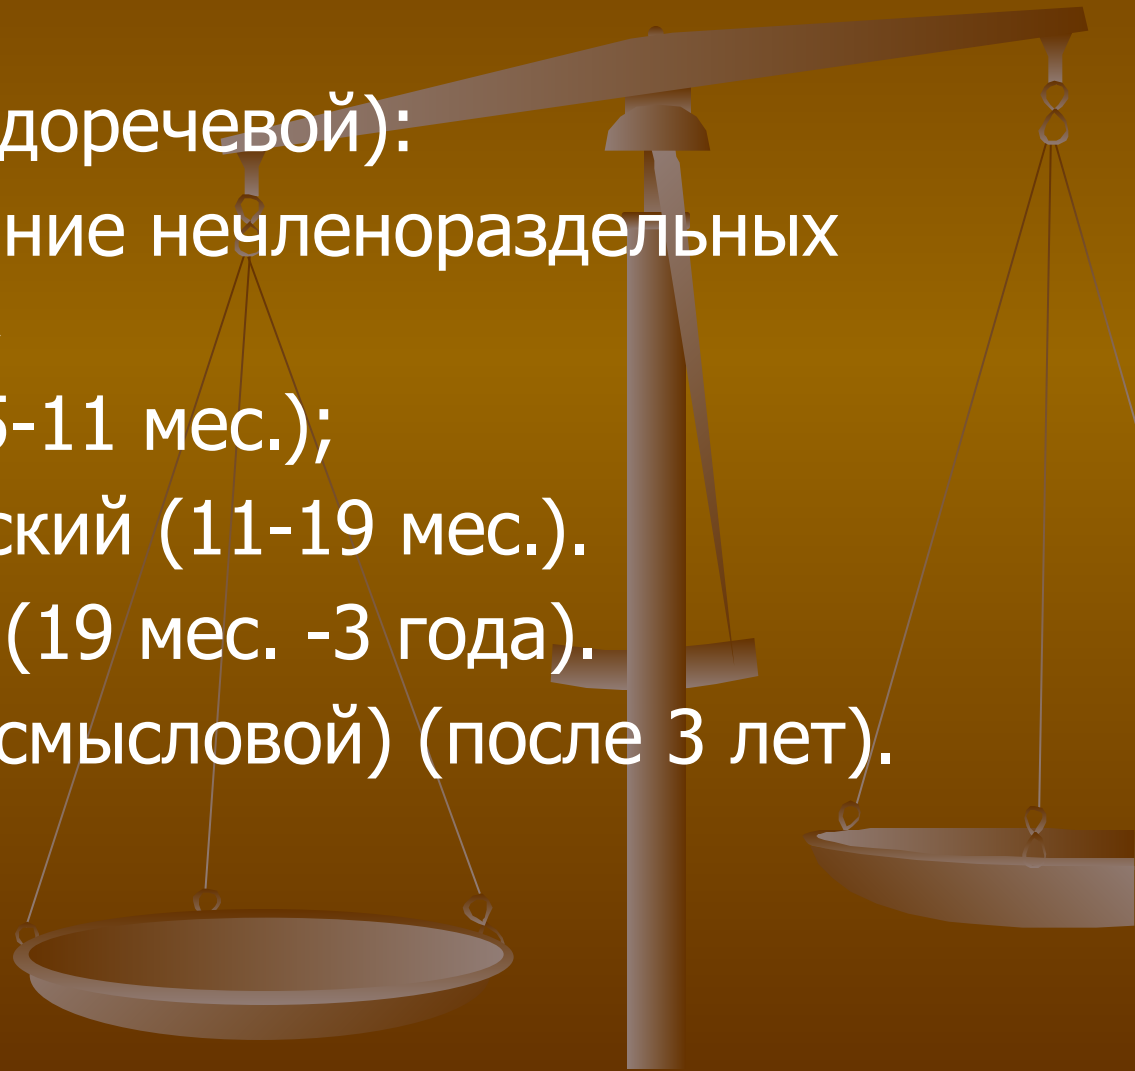 доречевой):
ние нечленораздельных
-11 мес.);
ский (11-19 мес.).
(19 мес. -3 года).
смысловой) (после 3 лет).